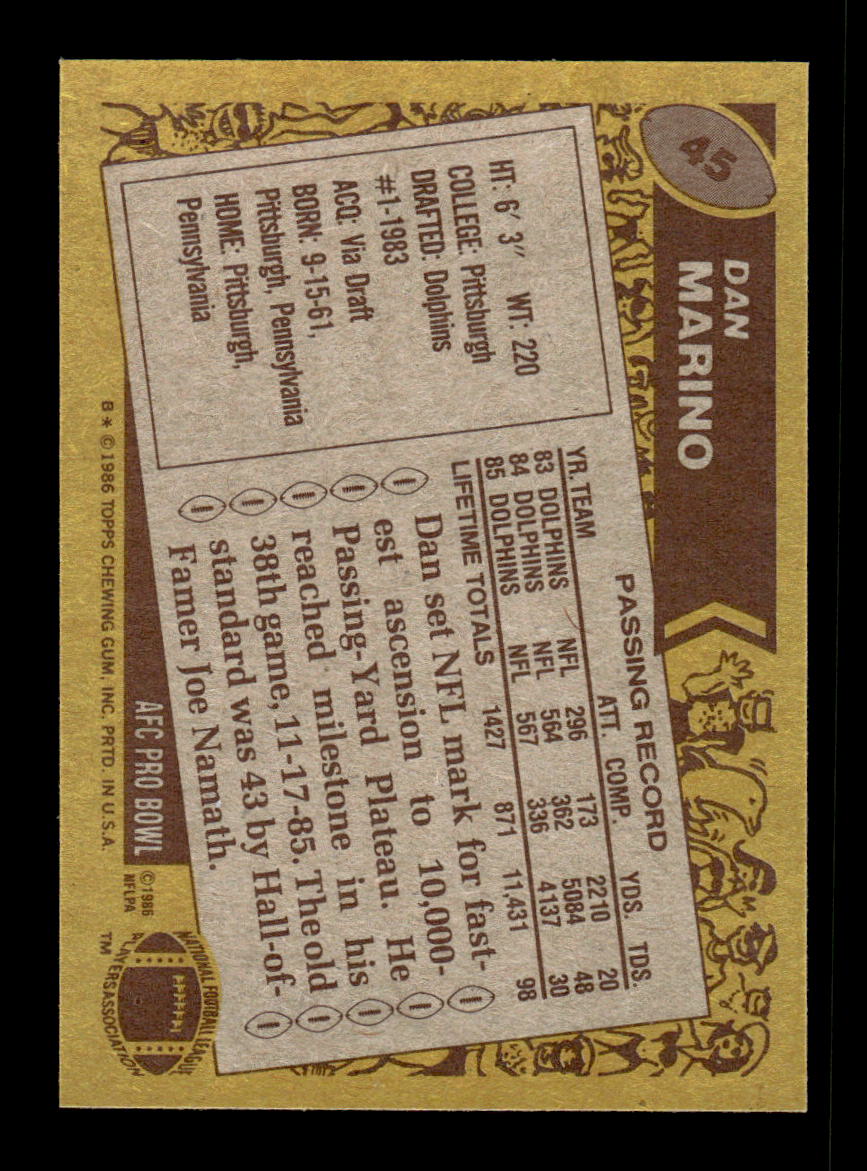 45
DAN
MARINO
HT: 6' 3" WT: 220
COLLEGE: Pittsburgh
DRAFTED: Dolphins
#1-1983
ACQ: Via Draft
BORN: 9-15-61,
Pittsburgh, Pennsylvania
HOME: Pittsburgh,
Pennsylvania
PASSING RECORD
YR. TEAM ATT. COMP. YDS. TDS.
83 DOLPHINS NFL 296 173 2210 20
84 DOLPHINS NFL 564 362 5084 48
85 DOLPHINS NFL 567 336 4137 30
LIFETIME TOTALS 1427 871 11,431 98
Dan set NFL mark for fast-
est ascension to 10,000-
Passing-Yard Plateau. He
reached milestone in his
38th game, 11-17-85. The old
standard was 43 by Hall-of-
Famer Joe Namath.
AFC PRO BOWL
B * © 1986 TOPPS CHEWING GUM, INC. PRTD. IN U.S.A.
© 1986
NFLPA
NATIONAL FOOTBALL LEAGUE
PLAYERS ASSOCIATION
TM